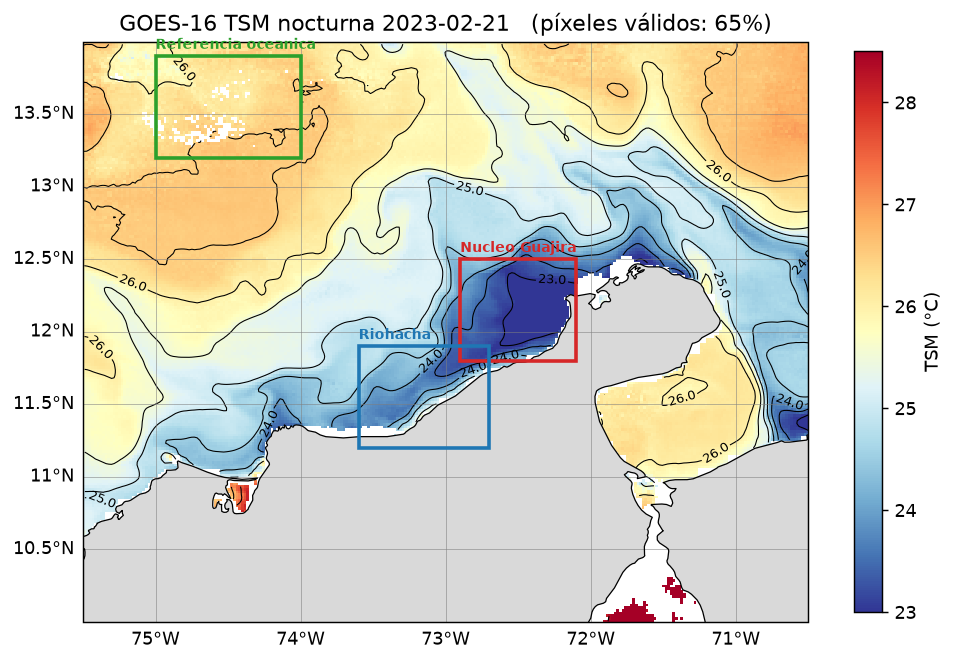 GOES-16 TSM nocturna 2023-02-21 (píxeles válidos: 65%)
Referencia oceanica
26.0
13.5°N
26.0
13°N
25.0
12.5°N
Nucleo Guajira
24.0
26.0
23.0
25.0
12°N
Riohacha
26.0
24.0
24.0
24.0
11.5°N
26.0
24.0
24.0
11°N
26.0
25.0
10.5°N
75°W
74°W
73°W
72°W
71°W
28
27
26
25
24
23
TSM (°C)